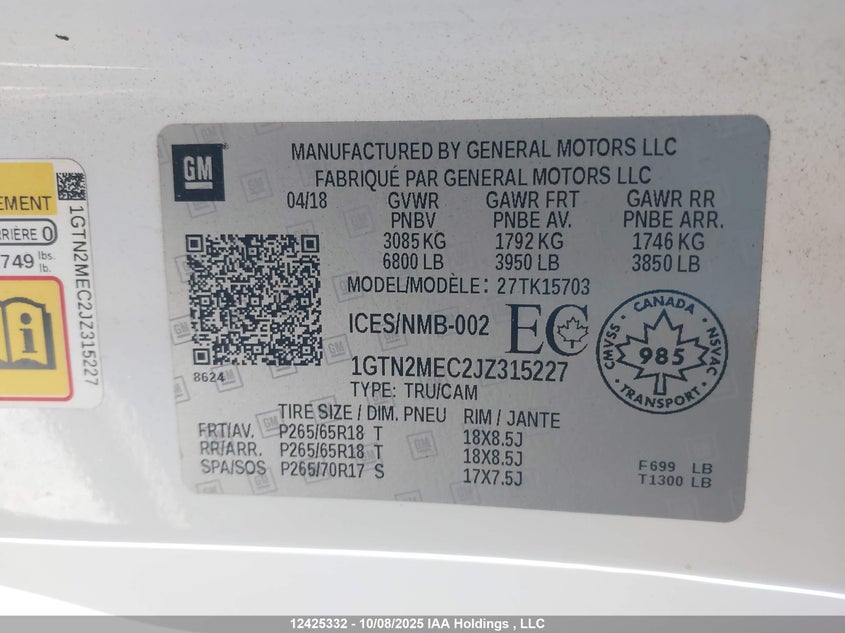 EMENT
RRIÈRE 0
749 lbs.
lb.
1GTN2MEC2JZ315227
GM
MANUFACTURED BY GENERAL MOTORS LLC
FABRIQUÉ PAR GENERAL MOTORS LLC
04/18 GVWR GAWR FRT GAWR RR
PNBV PNBE AV. PNBE ARR.
3085 KG 1792 KG 1746 KG
6800 LB 3950 LB 3850 LB
MODEL/MODÈLE: 27TK15703
ICES/NMB-002 EC
CANADA
CMVSS 985 NSVAC
TRANSPORT
8624
1GTN2MEC2JZ315227
TYPE: TRU/CAM
TIRE SIZE / DIM. PNEU RIM / JANTE
FRT/AV. P265/65R18 T 18X8.5J
RR/ARR. P265/65R18 T 18X8.5J
SPA/SOS P265/70R17 S 17X7.5J
F699 LB
T1300 LB
12425332 - 10/08/2025 IAA Holdings , LLC